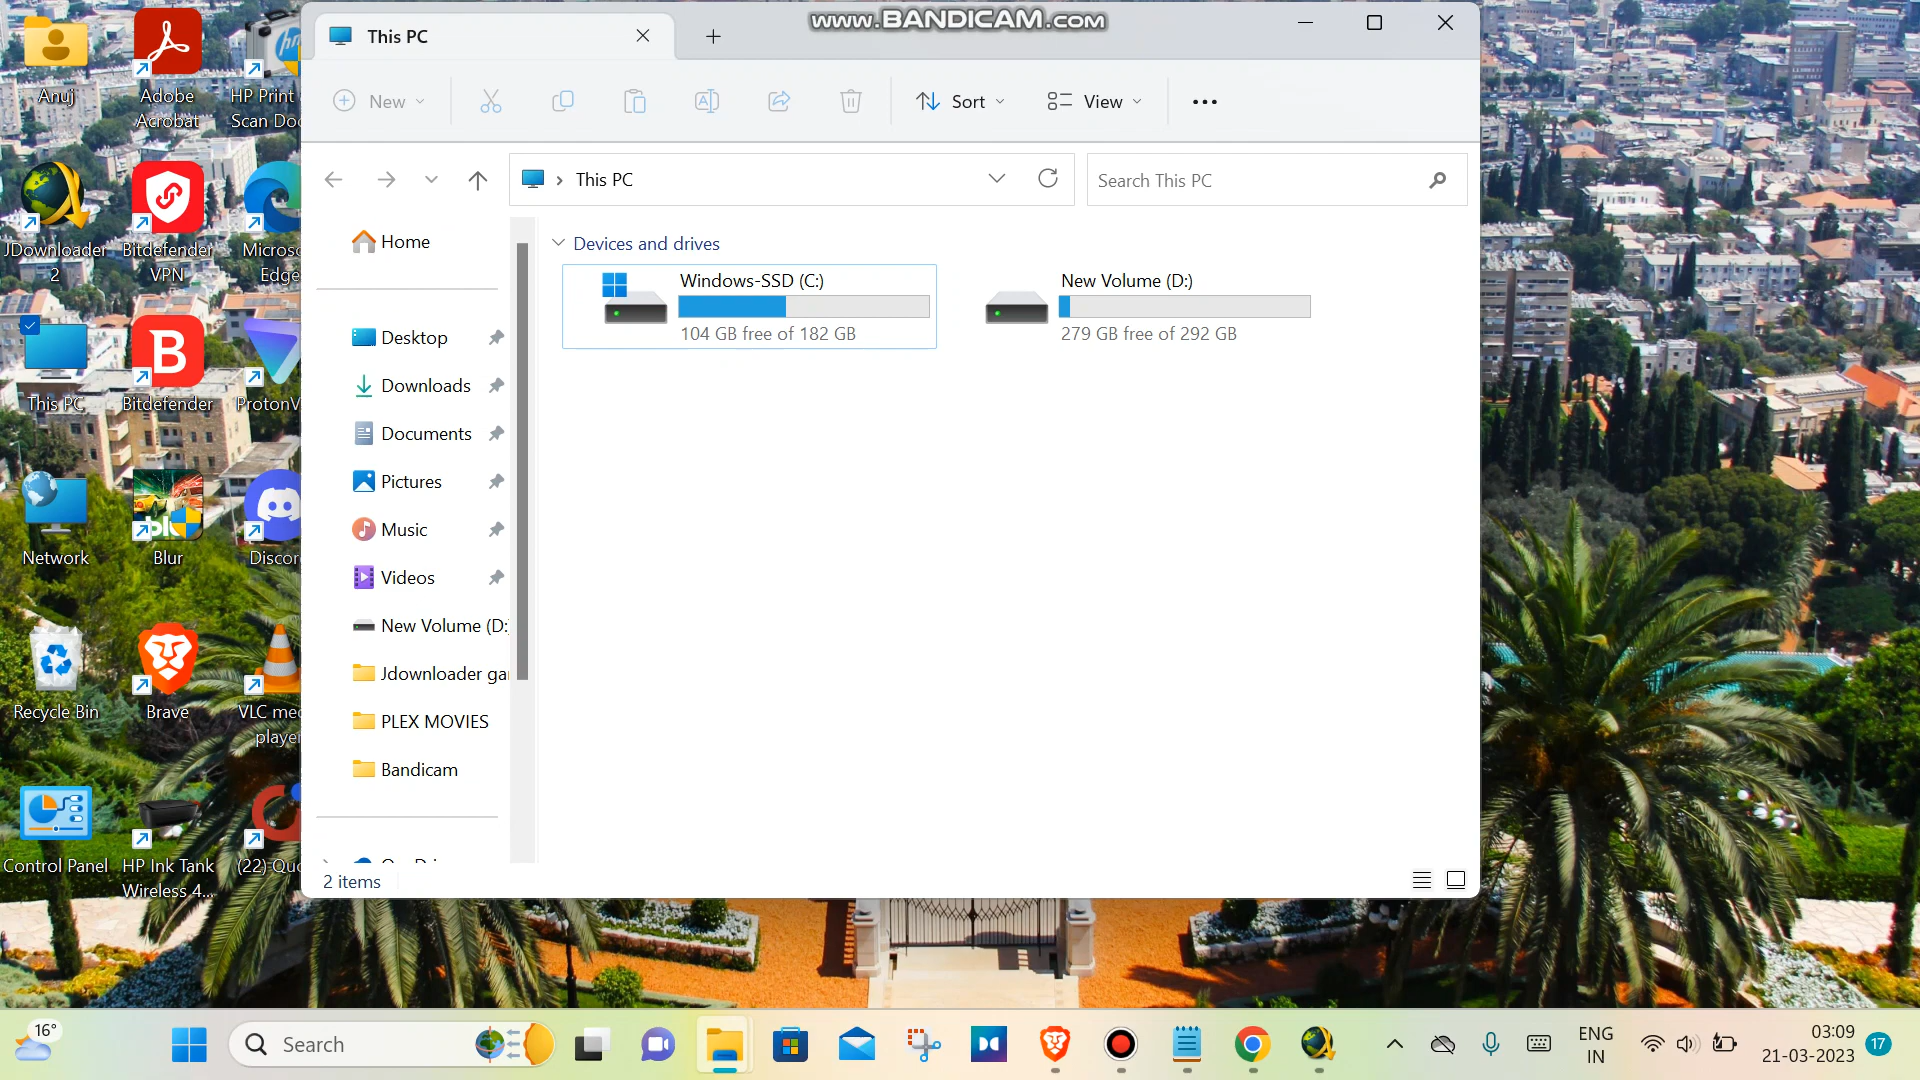 This PC
www.BANDICAM.com
New
Sort
View
This PC
Search This PC
Home
Desktop
Downloads
Documents
Pictures
Music
Videos
New Volume (D:
Jdownloader ga
PLEX MOVIES
Bandicam
Devices and drives
Windows-SSD (C:)
104 GB free of 182 GB
New Volume (D:)
279 GB free of 292 GB
2 items
Anuj
Adobe
Acrobat
HP Print
Scan Doc
JDownloader
2
Bitdefender
VPN
Micros
Edge
This PC
Bitdefender
ProtonV
Network
Blur
Discor
Recycle Bin
Brave
VLC med
player
Control Panel
HP Ink Tank
Wireless 4...
(22) Quo
16°
Search
ENG
IN
03:09
21-03-2023
17